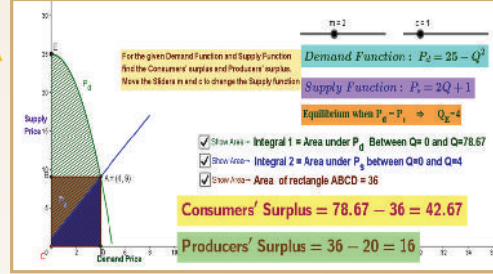 m = 2
c = 1
For the given Demand Function and Supply Function
find the Consumers' surplus and Producers' surplus.
Move the Sliders m and c to change the Supply function
Demand Function : P_d = 25 − Q²
Supply Function : P_s = 2Q + 1
Equilibrium when P_d = P_s ⇒ Q_E=4
Show Area→ Integral 1 = Area under P_d Between Q= 0 and Q=78.67
Show Area→ Integral 2 = Area under P_s between Q=0 and Q=4
Show Area→ Area of rectangle ABCD = 36
Consumers' Surplus = 78.67 − 36 = 42.67
Producers' Surplus = 36 − 20 = 16
E
P_d
Supply
Price
A = (4, 9)
Demand Price